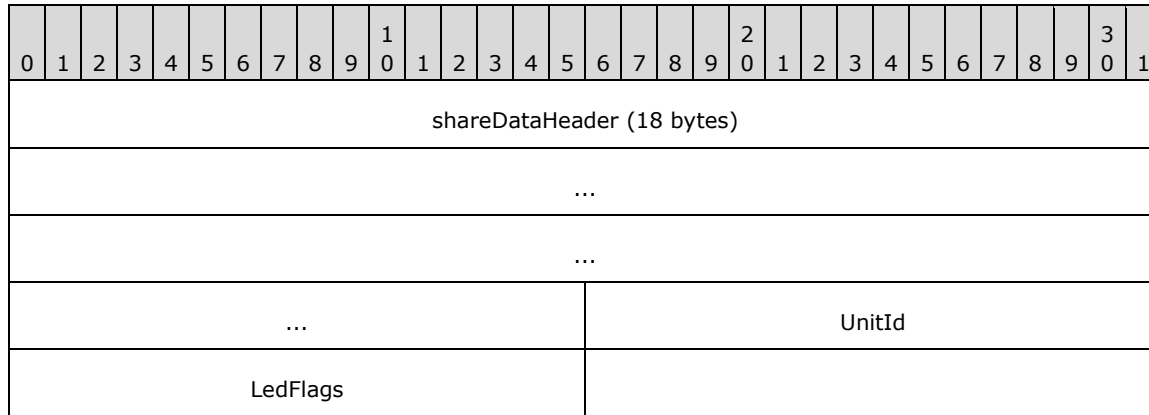 1 2 3
0 1 2 3 4 5 6 7 8 9 0 1 2 3 4 5 6 7 8 9 0 1 2 3 4 5 6 7 8 9 0 1
shareDataHeader (18 bytes)
...
...
... UnitId
LedFlags